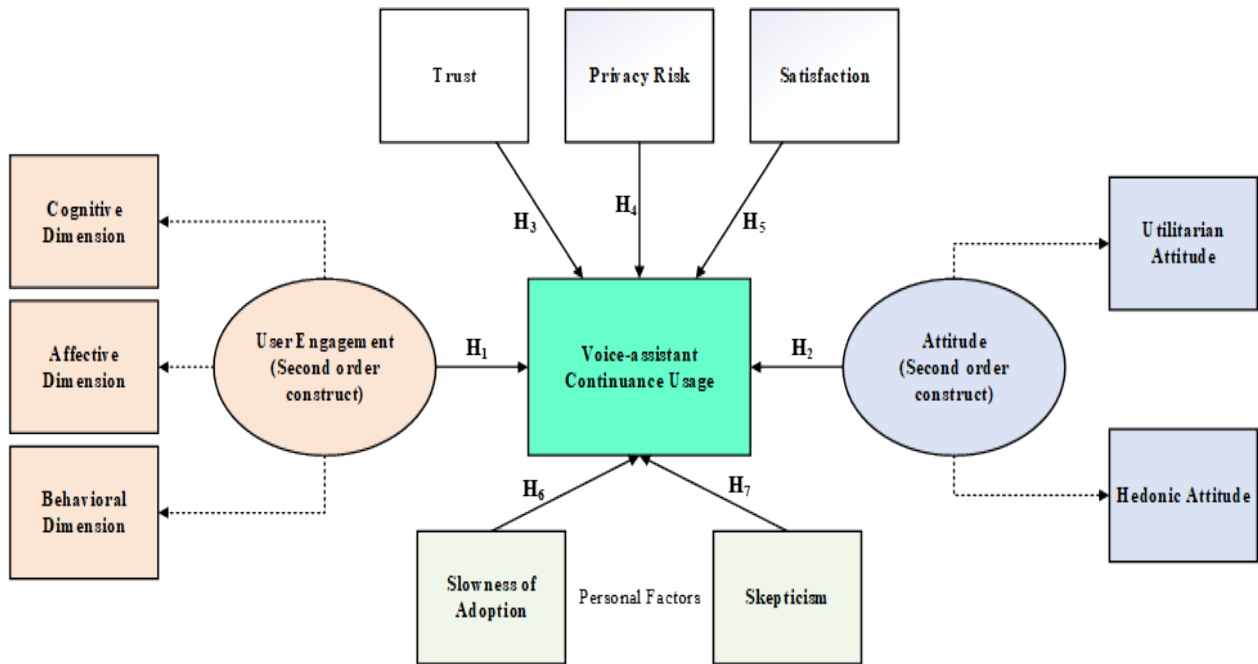 Trust
Privacy Risk
Satisfaction
Cognitive
Dimension
Affective
Dimension
Behavioral
Dimension
User Engagement
(Second order
construct)
H1
H3
H4
H5
Voice-assistant
Continuance Usage
H2
Attitude
(Second order
construct)
Utilitarian
Attitude
Hedonic Attitude
H6
H7
Slowness of
Adoption
Personal Factors
Skepticism